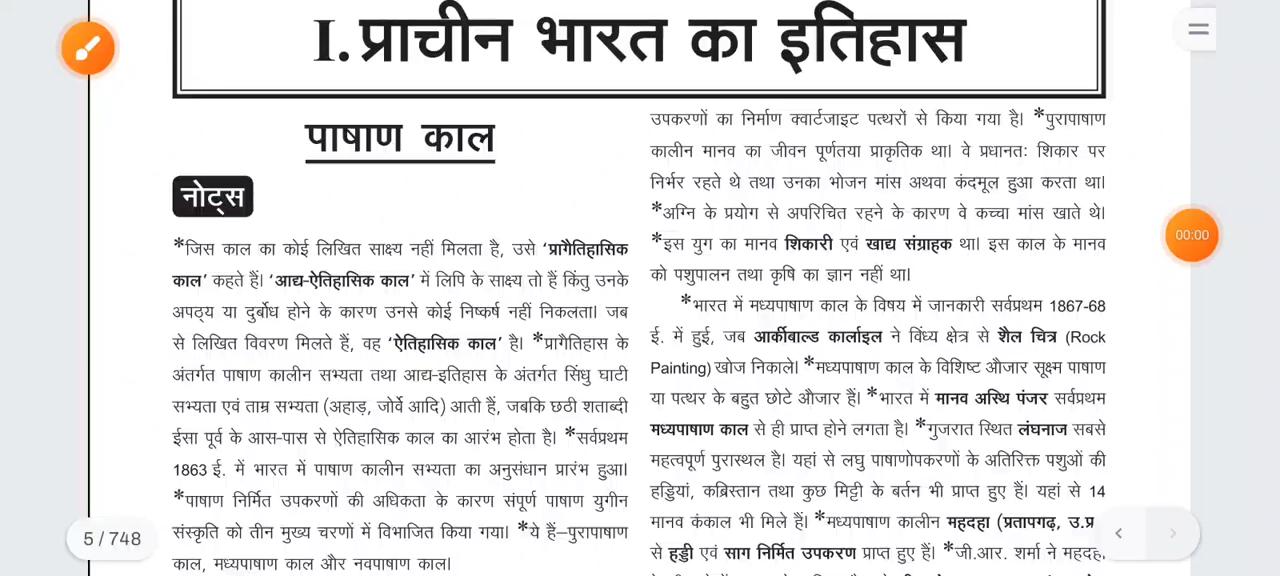 I. प्राचीन भारत का इतिहास
पाषाण काल
नोट्स
*जिस काल का कोई लिखित साक्ष्य नहीं मिलता है, उसे ‘प्रागैतिहासिक
काल’ कहते हैं। ‘आद्य-ऐतिहासिक काल’ में लिपि के साक्ष्य तो हैं किंतु उनके
अपठ्य या दुर्बोध होने के कारण उनसे कोई निष्कर्ष नहीं निकलता। जब
से लिखित विवरण मिलते हैं, वह ‘ऐतिहासिक काल’ है। *प्रागैतिहास के
अंतर्गत पाषाण कालीन सभ्यता तथा आद्य-इतिहास के अंतर्गत सिंधु घाटी
सभ्यता एवं ताम्र सभ्यता (अहाड़, जोर्वे आदि) आती हैं, जबकि छठी शताब्दी
ईसा पूर्व के आस-पास से ऐतिहासिक काल का आरंभ होता है। *सर्वप्रथम
1863 ई. में भारत में पाषाण कालीन सभ्यता का अनुसंधान प्रारंभ हुआ।
*पाषाण निर्मित उपकरणों की अधिकता के कारण संपूर्ण पाषाण युगीन
संस्कृति को तीन मुख्य चरणों में विभाजित किया गया। *ये हैं–पुरापाषाण
काल, मध्यपाषाण काल और नवपाषाण काल।
उपकरणों का निर्माण क्वार्टजाइट पत्थरों से किया गया है। *पुरापाषाण
कालीन मानव का जीवन पूर्णतया प्राकृतिक था। वे प्रधानतः शिकार पर
निर्भर रहते थे तथा उनका भोजन मांस अथवा कंदमूल हुआ करता था।
*अग्नि के प्रयोग से अपरिचित रहने के कारण वे कच्चा मांस खाते थे।
*इस युग का मानव शिकारी एवं खाद्य संग्राहक था। इस काल के मानव
को पशुपालन तथा कृषि का ज्ञान नहीं था।
*भारत में मध्यपाषाण काल के विषय में जानकारी सर्वप्रथम 1867-68
ई. में हुई, जब आर्कीबाल्ड कार्लाइल ने विंध्य क्षेत्र से शैल चित्र (Rock
Painting) खोज निकाले। *मध्यपाषाण काल के विशिष्ट औजार सूक्ष्म पाषाण
या पत्थर के बहुत छोटे औजार हैं। *भारत में मानव अस्थि पंजर सर्वप्रथम
मध्यपाषाण काल से ही प्राप्त होने लगता है। *गुजरात स्थित लंघनाज सबसे
महत्वपूर्ण पुरास्थल है। यहां से लघु पाषाणोपकरणों के अतिरिक्त पशुओं की
हड्डियां, कब्रिस्तान तथा कुछ मिट्टी के बर्तन भी प्राप्त हुए हैं। यहां से 14
मानव कंकाल भी मिले हैं। *मध्यपाषाण कालीन महदहा (प्रतापगढ़, उ.प्र
से हड्डी एवं साग निर्मित उपकरण प्राप्त हुए हैं। *जी.आर. शर्मा ने महदहा
00:00
5 / 748